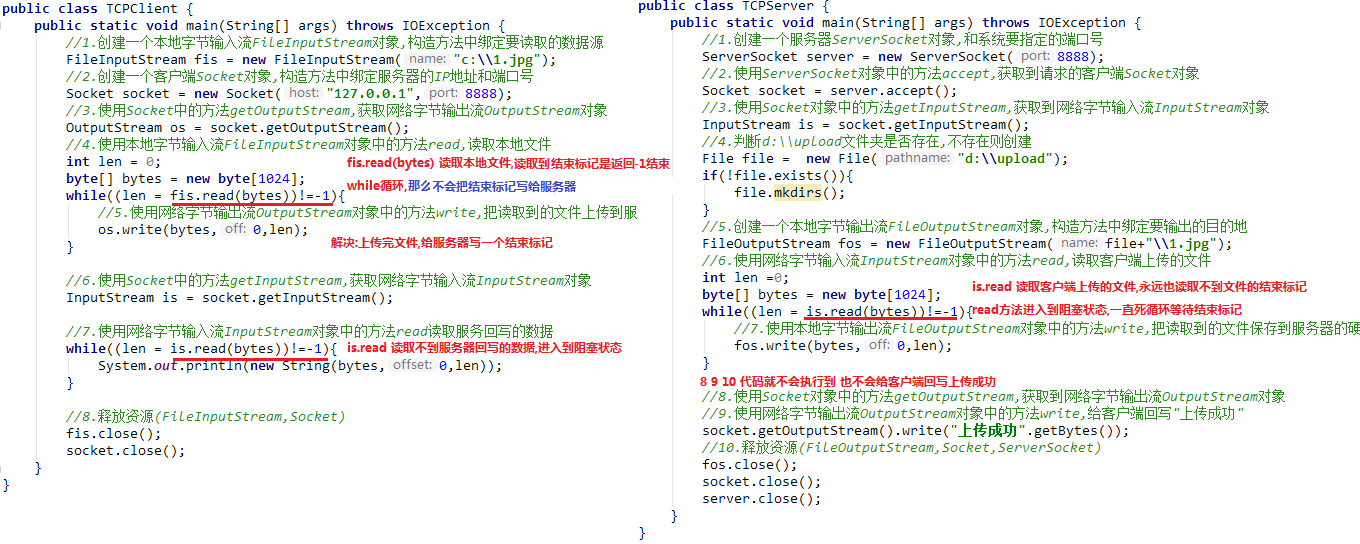 public class TCPClient {
public static void main(String[] args) throws IOException {
//1.创建一个本地字节输入流FileInputStream对象,构造方法中绑定要读取的数据源
FileInputStream fis = new FileInputStream( name: "c:\\1.jpg");
//2.创建一个客户端Socket对象,构造方法中绑定服务器的IP地址和端口号
Socket socket = new Socket( host: "127.0.0.1", port: 8888);
//3.使用Socket中的方法getOutputStream,获取网络字节输出流OutputStream对象
OutputStream os = socket.getOutputStream();
//4.使用本地字节输入流FileInputStream对象中的方法read,读取本地文件
int len = 0;
fis.read(bytes) 读取本地文件,读取到结束标记是返回-1结束
byte[] bytes = new byte[1024];
while循环,那么不会把结束标记写给服务器
while((len = fis.read(bytes))!=-1){
//5.使用网络字节输出流OutputStream对象中的方法write,把读取到的文件上传到服
os.write(bytes, off: 0,len);
解决:上传完文件,给服务器写一个结束标记
}
//6.使用Socket中的方法getInputStream,获取网络字节输入流InputStream对象
InputStream is = socket.getInputStream();
//7.使用网络字节输入流InputStream对象中的方法read读取服务回写的数据
while((len = is.read(bytes))!=-1){
is.read 读取不到服务器回写的数据,进入到阻塞状态
System.out.println(new String(bytes, offset: 0,len));
}
//8.释放资源(FileInputStream,Socket)
fis.close();
socket.close();
}
}
public class TCPServer {
public static void main(String[] args) throws IOException {
//1.创建一个服务器ServerSocket对象,和系统要指定的端口号
ServerSocket server = new ServerSocket( port: 8888);
//2.使用ServerSocket对象中的方法accept,获取到请求的客户端Socket对象
Socket socket = server.accept();
//3.使用Socket对象中的方法getInputStream,获取到网络字节输入流InputStream对象
InputStream is = socket.getInputStream();
//4.判断d:\\upload文件夹是否存在,不存在则创建
File file =  new File( pathname: "d:\\upload");
if(!file.exists()){
file.mkdirs();
}
//5.创建一个本地字节输出流FileOutputStream对象,构造方法中绑定要输出的目的地
FileOutputStream fos = new FileOutputStream( name: file+"\\1.jpg");
//6.使用网络字节输入流InputStream对象中的方法read,读取客户端上传的文件
int len =0;
is.read 读取客户端上传的文件,永远也读取不到文件的结束标记
byte[] bytes = new byte[1024];
while((len = is.read(bytes))!=-1){
read方法进入到阻塞状态,一直死循环等待结束标记
//7.使用本地字节输出流FileOutputStream对象中的方法write,把读取到的文件保存到服务器的硬
fos.write(bytes, off: 0,len);
}
8 9 10 代码就不会执行到 也不会给客户端回写上传成功
//8.使用Socket对象中的方法getOutputStream,获取到网络字节输出流OutputStream对象
//9.使用网络字节输出流OutputStream对象中的方法write,给客户端回写"上传成功"
socket.getOutputStream().write("上传成功".getBytes());
//10.释放资源(FileOutputStream,Socket,ServerSocket)
fos.close();
socket.close();
server.close();
}
}